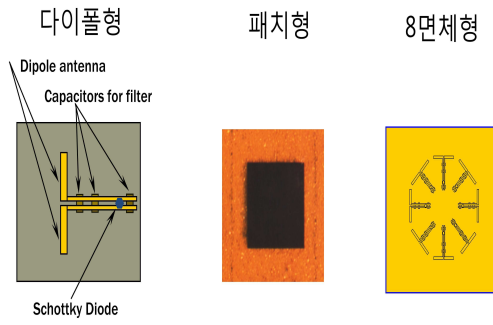 다이폴형
패치형
8면체형
Dipole antenna
Capacitors for filter
Schottky Diode